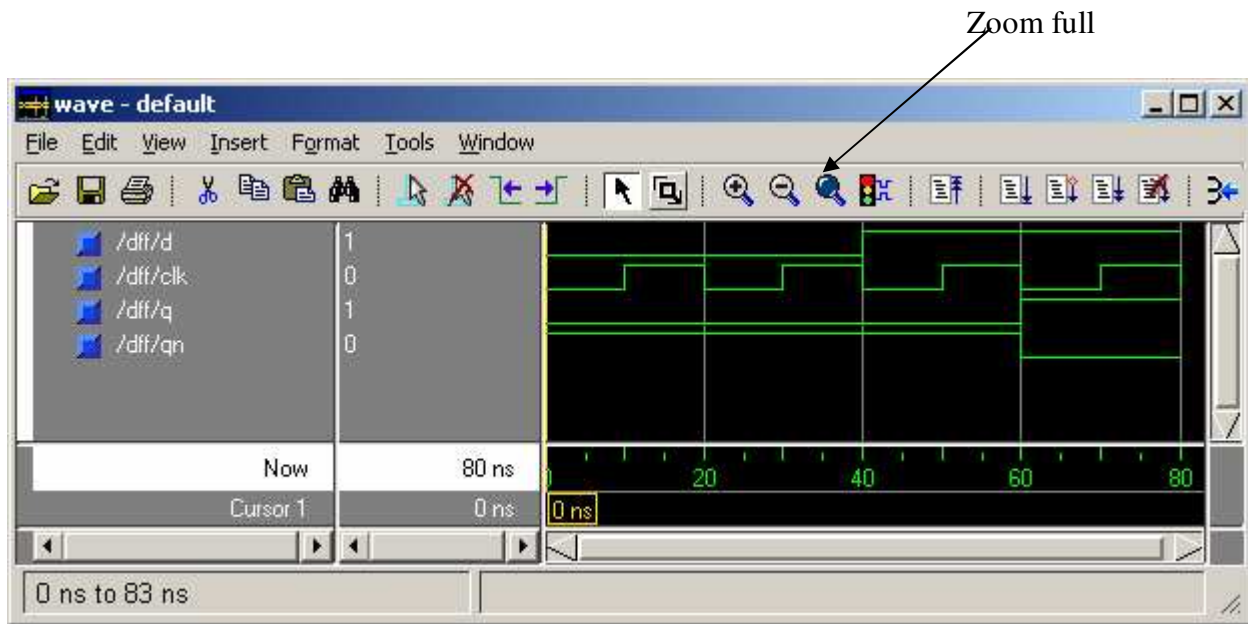 Zoom full
wave - default
File Edit View Insert Format Tools Window
/dff/d 1
/dff/clk 0
/dff/q 1
/dff/qn 0
Now 80 ns 20 40 60 80
Cursor 1 0 ns 0 ns
0 ns to 83 ns